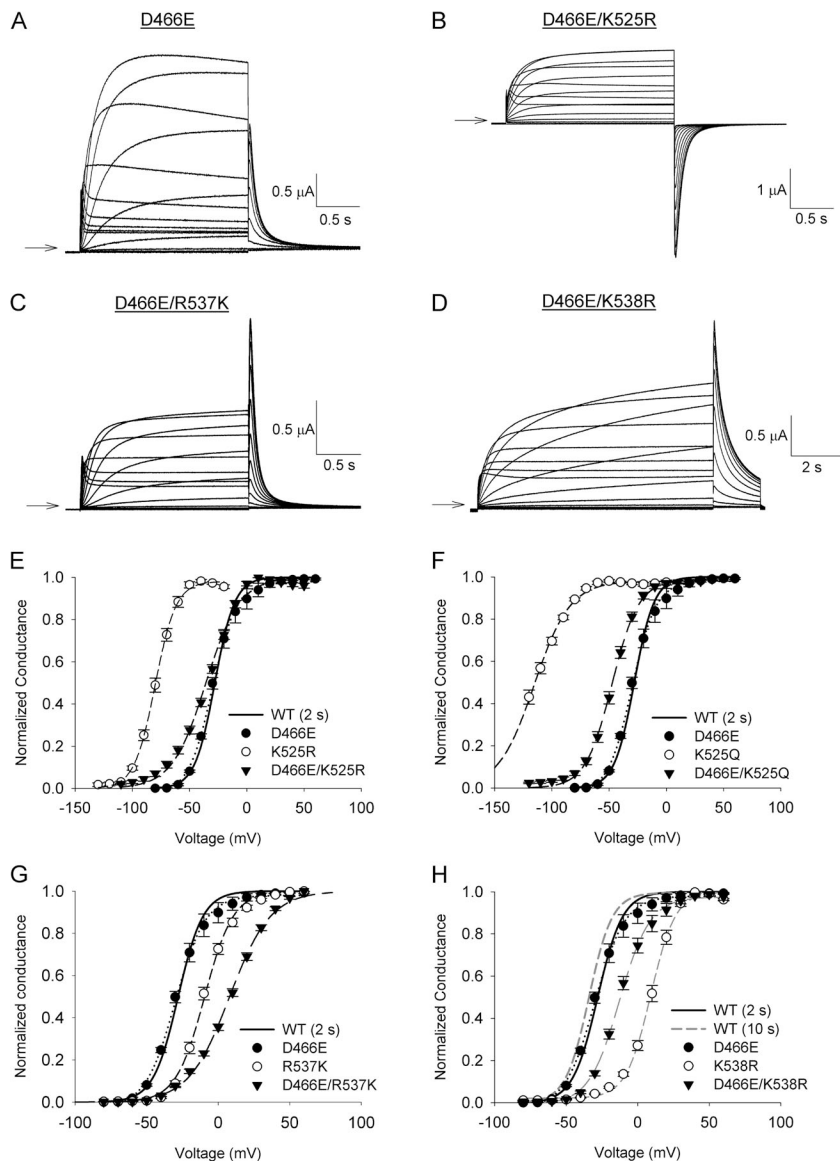 A
D466E
0.5 µA
0.5 s
B
D466E/K525R
1 µA
0.5 s
C
D466E/R537K
0.5 µA
0.5 s
D
D466E/K538R
0.5 µA
2 s
E
Normalized Conductance
1.0
0.8
0.6
0.4
0.2
0.0
-150
-100
-50
0
50
100
Voltage (mV)
WT (2 s)
D466E
K525R
D466E/K525R
F
Normalized Conductance
1.0
0.8
0.6
0.4
0.2
0.0
-150
-100
-50
0
50
100
Voltage (mV)
WT (2 s)
D466E
K525Q
D466E/K525Q
G
Normalized conductance
1.0
0.8
0.6
0.4
0.2
0.0
-100
-50
0
50
100
Voltage (mV)
WT (2 s)
D466E
R537K
D466E/R537K
H
Normalized Conductance
1.0
0.8
0.6
0.4
0.2
0.0
-100
-50
0
50
100
Voltage (mV)
WT (2 s)
WT (10 s)
D466E
K538R
D466E/K538R